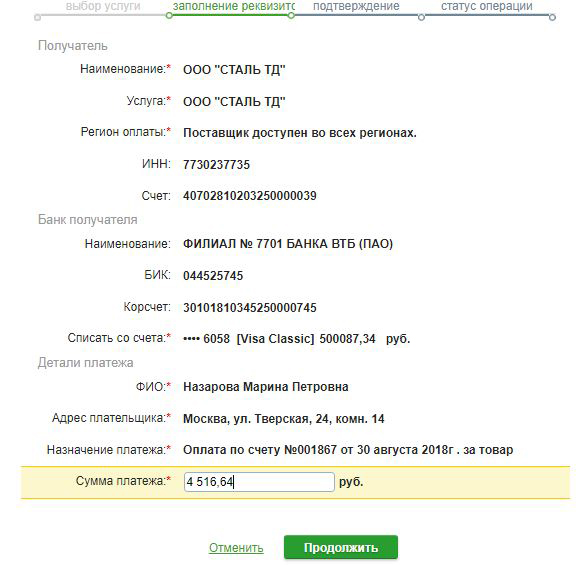 выбор услуги заполнение реквизитс подтверждение статус операции
Получатель
Наименование:* ООО "СТАЛЬ ТД"
Услуга:* ООО "СТАЛЬ ТД"
Регион оплаты:* Поставщик доступен во всех регионах.
ИНН: 7730237735
Счет: 40702810203250000039
Банк получателя
Наименование: ФИЛИАЛ № 7701 БАНКА ВТБ (ПАО)
БИК: 044525745
Корсчет: 30101810345250000745
Списать со счета:* •••• 6058 [Visa Classic] 500087,34 руб.
Детали платежа
ФИО:* Назарова Марина Петровна
Адрес плательщика:* Москва, ул. Тверская, 24, комн. 14
Назначение платежа:* Оплата по счету №001867 от 30 августа 2018г . за товар
Сумма платежа:* 4 516,64 руб.
Отменить Продолжить